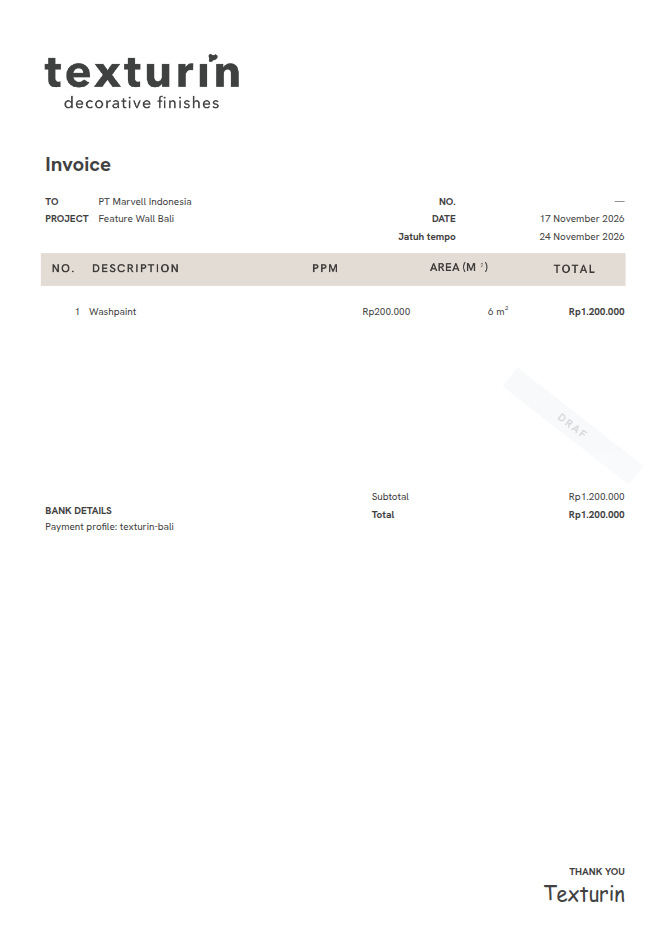 texturin
decorative finishes
Invoice
TO PT Marvell Indonesia NO. —
PROJECT Feature Wall Bali DATE 17 November 2026
Jatuh tempo 24 November 2026
NO. DESCRIPTION PPM AREA (M ²) TOTAL
1 Washpaint Rp200.000 6 m² Rp1.200.000
DRAF
Subtotal Rp1.200.000
BANK DETAILS
Total Rp1.200.000
Payment profile: texturin-bali
THANK YOU
Texturin